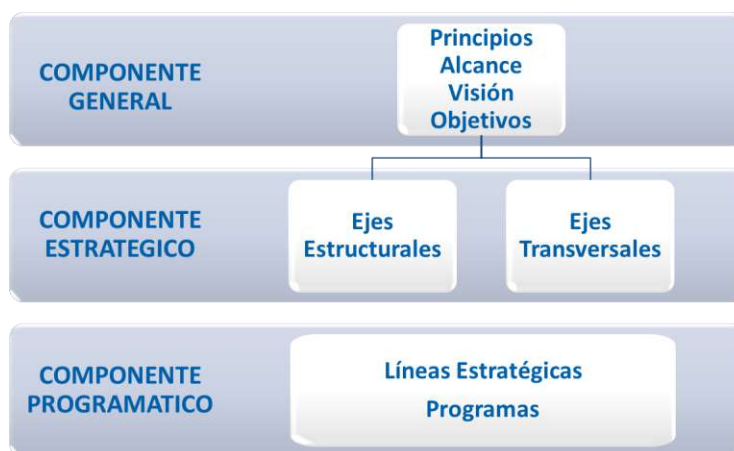 COMPONENTE
GENERAL
Principios
Alcance
Visión
Objetivos
COMPONENTE
ESTRATEGICO
Ejes
Estructurales
Ejes
Transversales
COMPONENTE
PROGRAMATICO
Líneas Estratégicas
Programas